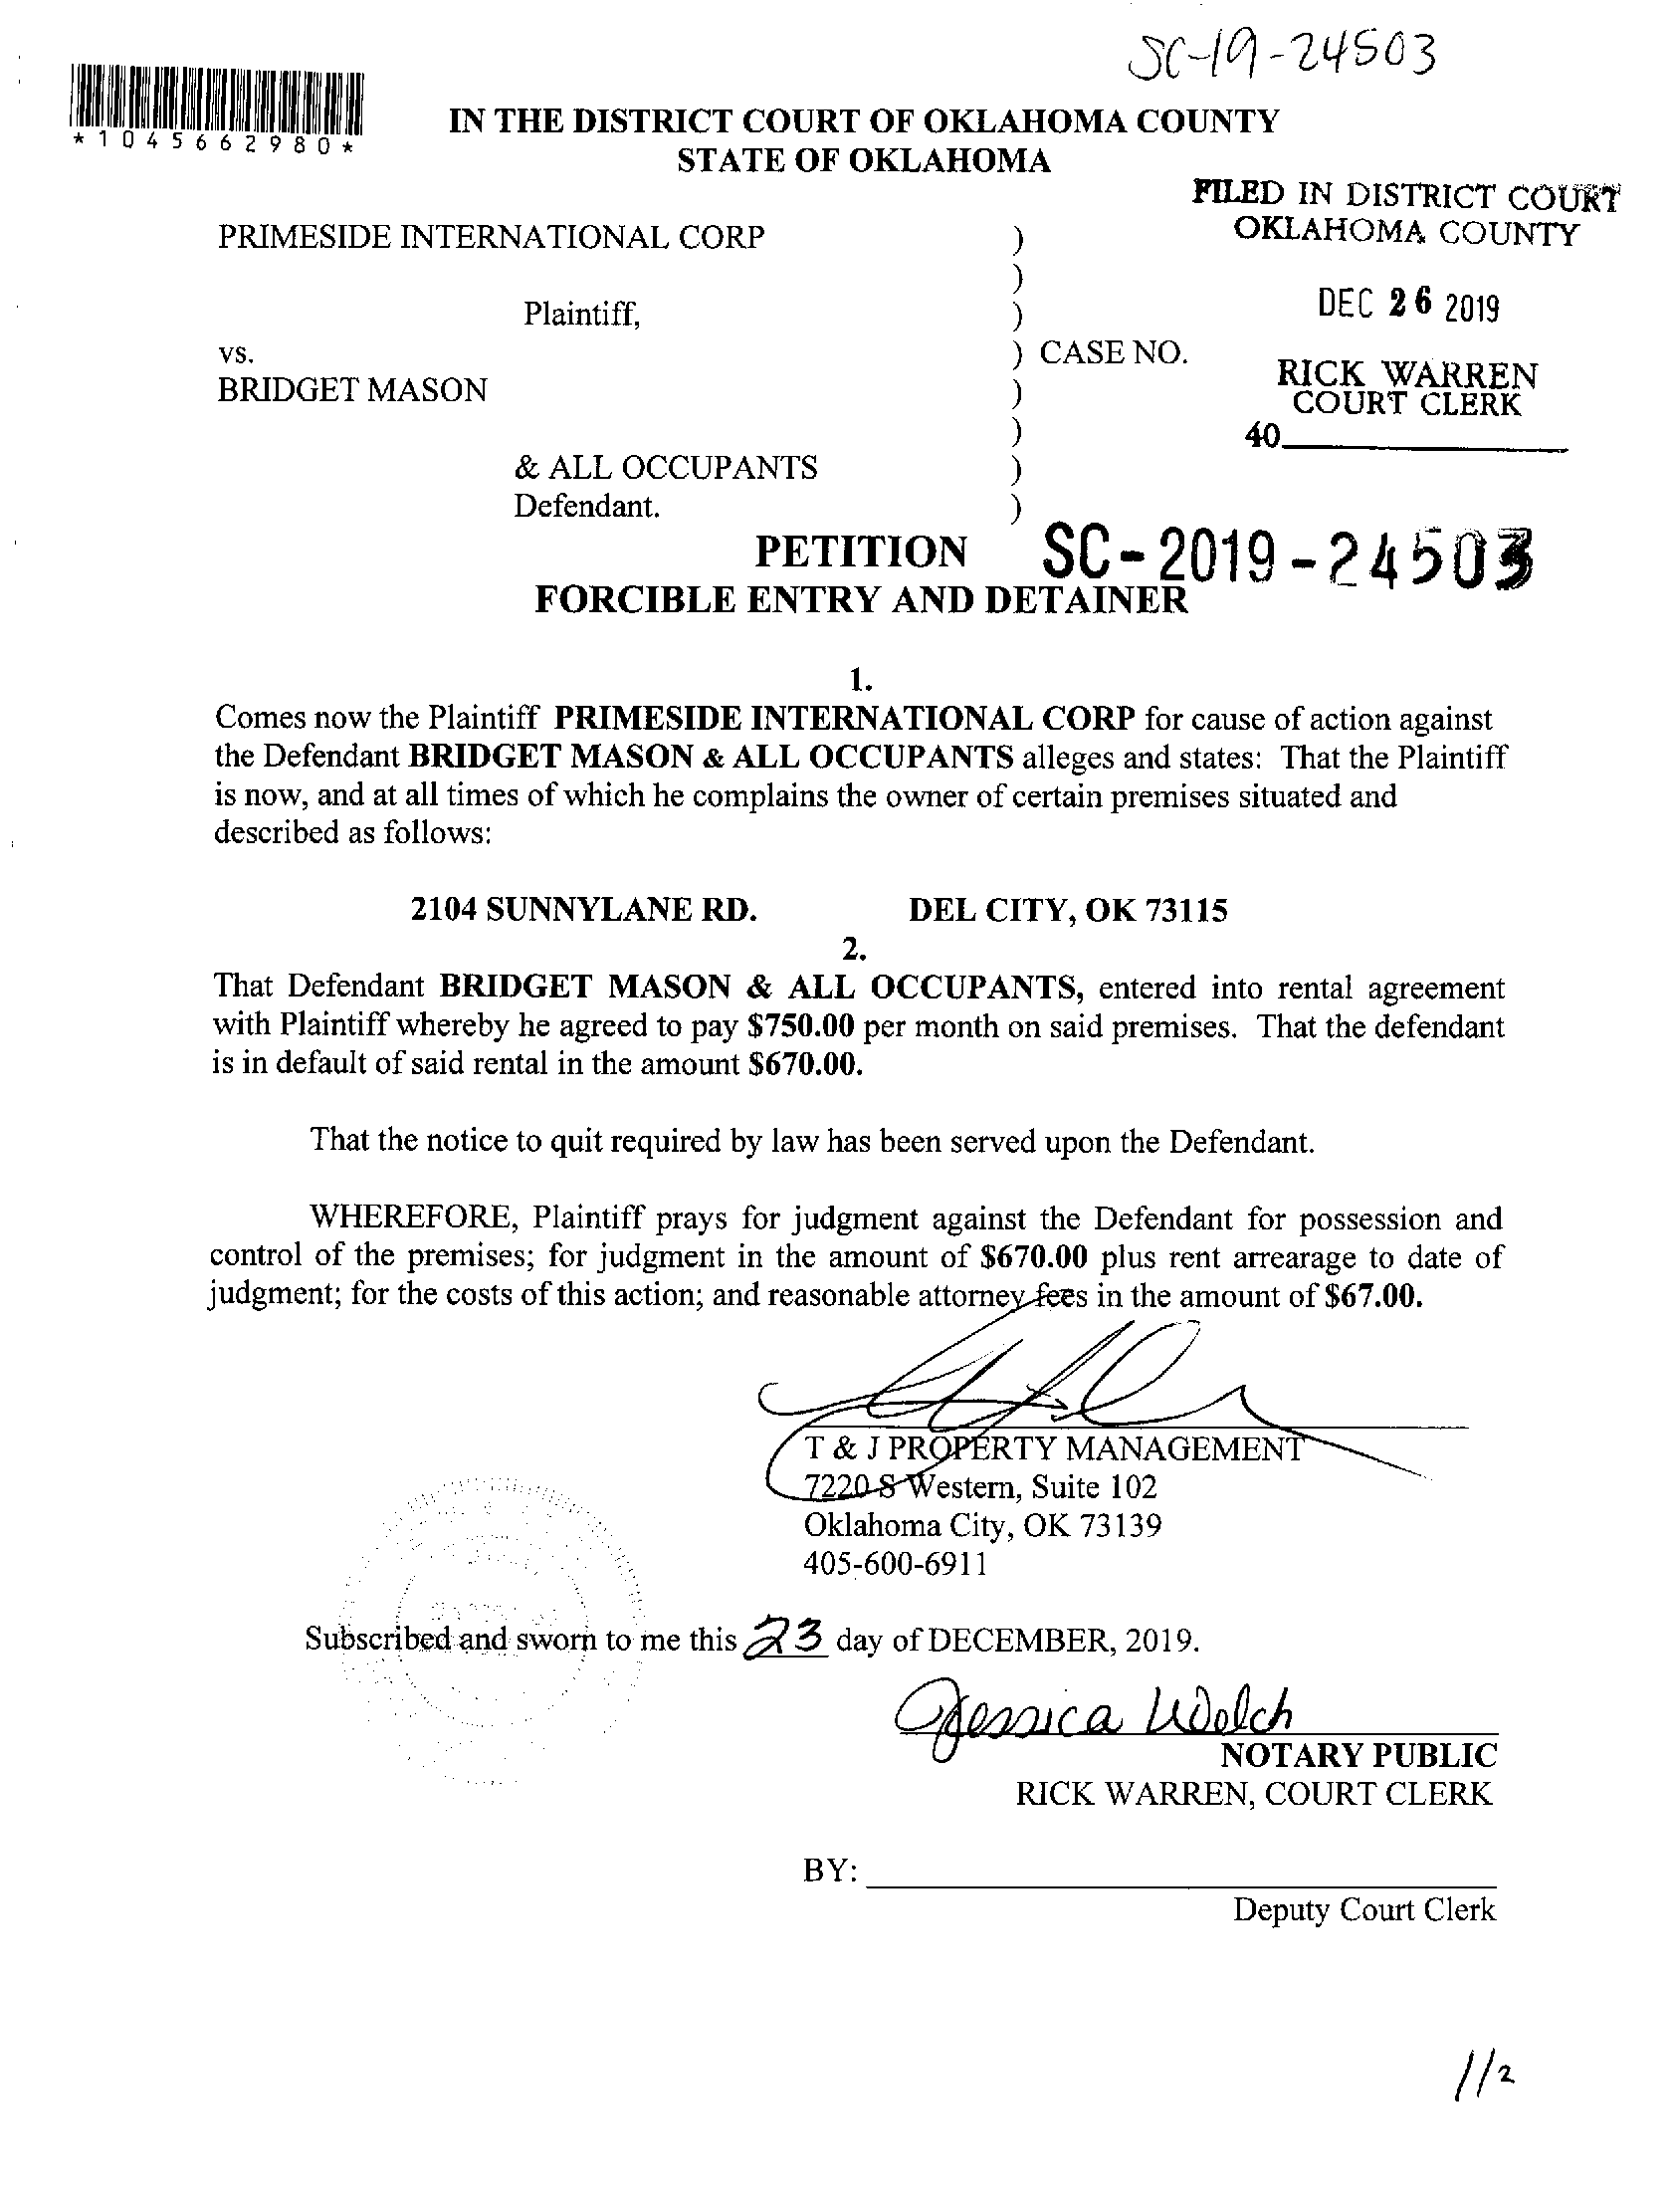 SC-19-24503
*1045662980*
IN THE DISTRICT COURT OF OKLAHOMA COUNTY
STATE OF OKLAHOMA
FILED IN DISTRICT COURT
OKLAHOMA COUNTY
PRIMESIDE INTERNATIONAL CORP )
)
DEC 26 2019
Plaintiff, )
vs. ) CASE NO.
RICK WARREN
BRIDGET MASON )
COURT CLERK
)
40
& ALL OCCUPANTS )
Defendant. )
PETITION
SC-2019-24503
FORCIBLE ENTRY AND DETAINER
1.
Comes now the Plaintiff PRIMESIDE INTERNATIONAL CORP for cause of action against
the Defendant BRIDGET MASON & ALL OCCUPANTS alleges and states: That the Plaintiff
is now, and at all times of which he complains the owner of certain premises situated and
described as follows:
2104 SUNNYLANE RD. DEL CITY, OK 73115
2.
That Defendant BRIDGET MASON & ALL OCCUPANTS, entered into rental agreement
with Plaintiff whereby he agreed to pay $750.00 per month on said premises. That the defendant
is in default of said rental in the amount $670.00.
That the notice to quit required by law has been served upon the Defendant.
WHEREFORE, Plaintiff prays for judgment against the Defendant for possession and
control of the premises; for judgment in the amount of $670.00 plus rent arrearage to date of
judgment; for the costs of this action; and reasonable attorney fees in the amount of $67.00.
T & J PROPERTY MANAGEMENT
7220 S Western, Suite 102
Oklahoma City, OK 73139
405-600-6911
Subscribed and sworn to me this 23 day of DECEMBER, 2019.
Jessica Welch
NOTARY PUBLIC
RICK WARREN, COURT CLERK
BY:
Deputy Court Clerk
1/2